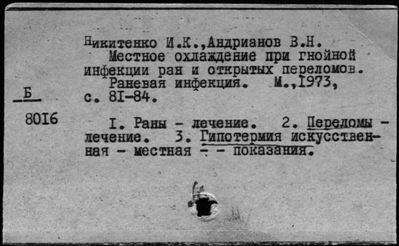 Никитенко И.К.,Андрианов В.Н.
Местное охлаждение при гнойной
инфекции ран и открытых переломов.
Раневая инфекция. М.,1973,
с. 81-84.
Б
8016
1. Раны - лечение. 2. Переломы -
лечение. 3. Гипотермия искусствен-
ная - местная - - показания.